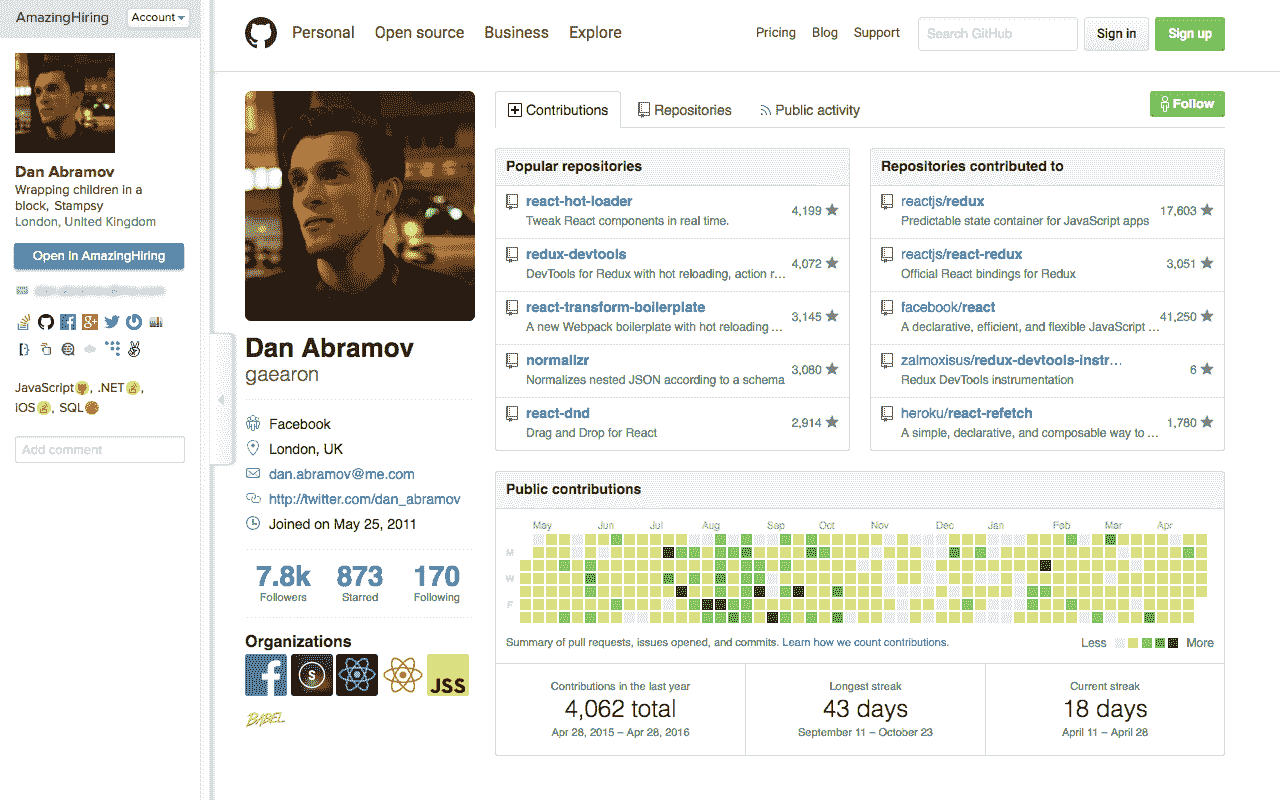 AmazingHiring
Account
Dan Abramov
Wrapping children in a
block, Stampsy
London, United Kingdom
Open in AmazingHiring
JavaScript, .NET,
iOS, SQL
Add comment
Personal Open source Business Explore
Pricing Blog Support
Search GitHub
Sign in
Sign up
Dan Abramov
gaearon
Facebook
London, UK
dan.abramov@me.com
http://twitter.com/dan_abramov
Joined on May 25, 2011
7.8k 873 170
Followers Starred Following
Organizations
S
JSS
BABEL
Contributions Repositories Public activity
Follow
Popular repositories
react-hot-loader
Tweak React components in real time.
4,199
redux-devtools
DevTools for Redux with hot reloading, action r...
4,072
react-transform-boilerplate
A new Webpack boilerplate with hot reloading ...
3,145
normalizr
Normalizes nested JSON according to a schema
3,080
react-dnd
Drag and Drop for React
2,914
Repositories contributed to
reactjs/redux
Predictable state container for JavaScript apps
17,603
reactjs/react-redux
Official React bindings for Redux
3,051
facebook/react
A declarative, efficient, and flexible JavaScript ...
41,250
zalmoxisus/redux-devtools-instr...
Redux DevTools instrumentation
6
heroku/react-refetch
A simple, declarative, and composable way to ...
1,780
Public contributions
May Jun Jul Aug Sep Oct Nov Dec Jan Feb Mar Apr
M
W
F
Summary of pull requests, issues opened, and commits. Learn how we count contributions.
Less More
Contributions in the last year
4,062 total
Apr 28, 2015 – Apr 28, 2016
Longest streak
43 days
September 11 – October 23
Current streak
18 days
April 11 – April 28